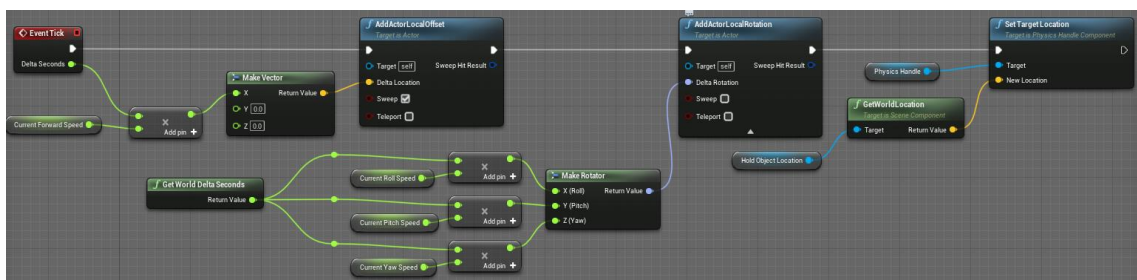 Event Tick
Delta Seconds
Current Forward Speed
×
Add pin +
Make Vector
X
Return Value
Y 0.0
Z 0.0
f AddActorLocalOffset
Target is Actor
Target self
Sweep Hit Result
Delta Location
Sweep
Teleport
f Get World Delta Seconds
Return Value
Current Roll Speed
×
Add pin +
Current Pitch Speed
×
Add pin +
Current Yaw Speed
×
Add pin +
Make Rotator
X (Roll)
Return Value
Y (Pitch)
Z (Yaw)
f AddActorLocalRotation
Target is Actor
Target self
Sweep Hit Result
Delta Rotation
Sweep
Teleport
Physics Handle
Hold Object Location
f GetWorldLocation
Target is Scene Component
Target
Return Value
f SetTargetLocation
Target is Physics Handle Component
Target
New Location